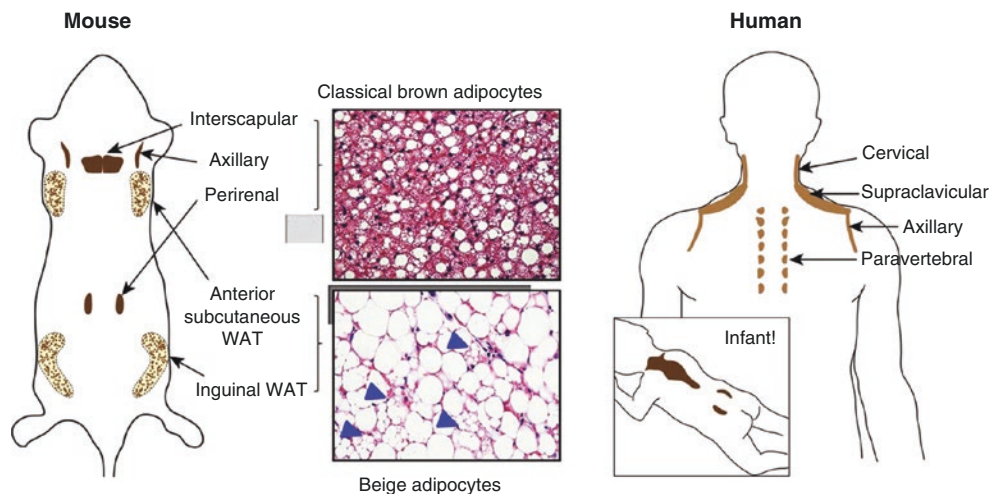 Mouse
Human
Classical brown adipocytes
Interscapular
Axillary
Perirenal
Anterior
subcutaneous
WAT
Inguinal WAT
Beige adipocytes
Cervical
Supraclavicular
Axillary
Paravertebral
Infant!